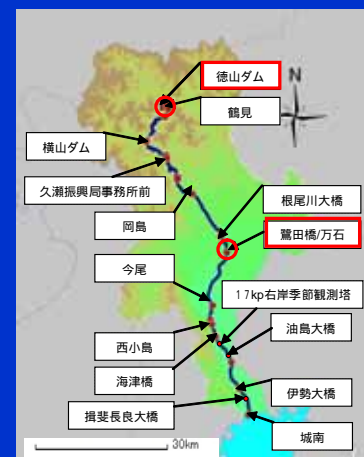 徳山ダム
N
鶴見
横山ダム
久瀬振興局事務所前
岡島
根尾川大橋
鷺田橋/万石
今尾
17kp右岸季節観測塔
西小島
油島大橋
海津橋
伊勢大橋
揖斐長良大橋
城南
30km